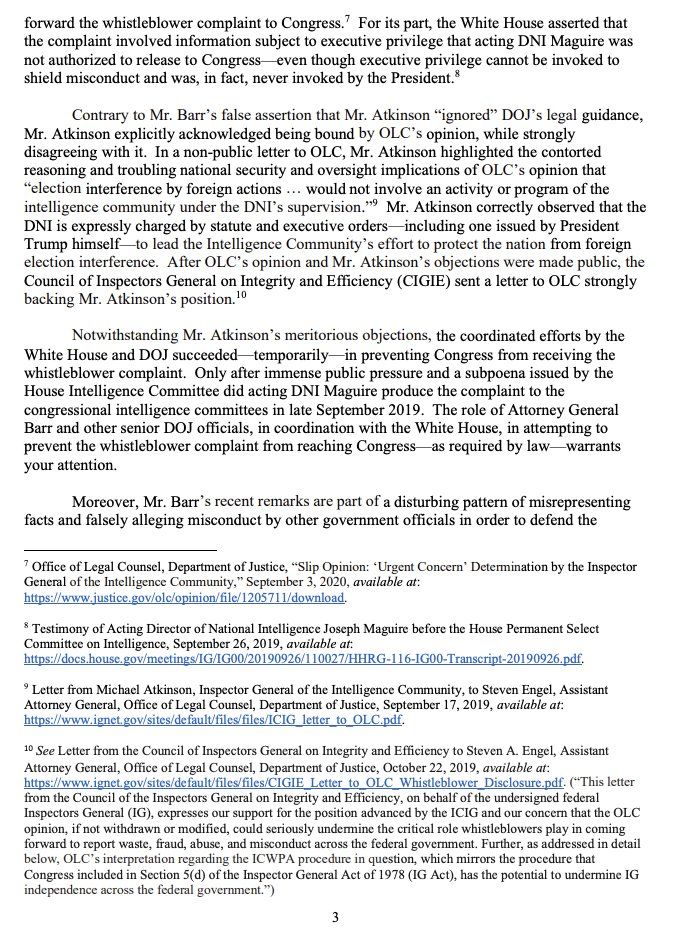 forward the whistleblower complaint to Congress.7 For its part, the White House asserted that
the complaint involved information subject to executive privilege that acting DNI Maguire was
not authorized to release to Congress—even though executive privilege cannot be invoked to
shield misconduct and was, in fact, never invoked by the President.8
Contrary to Mr. Barr's false assertion that Mr. Atkinson “ignored” DOJ's legal guidance,
Mr. Atkinson explicitly acknowledged being bound by OLC's opinion, while strongly
disagreeing with it. In a non-public letter to OLC, Mr. Atkinson highlighted the contorted
reasoning and troubling national security and oversight implications of OLC's opinion that
“election interference by foreign actions … would not involve an activity or program of the
intelligence community under the DNI's supervision.”9 Mr. Atkinson correctly observed that the
DNI is expressly charged by statute and executive orders—including one issued by President
Trump himself—to lead the Intelligence Community's effort to protect the nation from foreign
election interference. After OLC's opinion and Mr. Atkinson's objections were made public, the
Council of Inspectors General on Integrity and Efficiency (CIGIE) sent a letter to OLC strongly
backing Mr. Atkinson's position.10
Notwithstanding Mr. Atkinson's meritorious objections, the coordinated efforts by the
White House and DOJ succeeded—temporarily—in preventing Congress from receiving the
whistleblower complaint. Only after immense public pressure and a subpoena issued by the
House Intelligence Committee did acting DNI Maguire produce the complaint to the
congressional intelligence committees in late September 2019. The role of Attorney General
Barr and other senior DOJ officials, in coordination with the White House, in attempting to
prevent the whistleblower complaint from reaching Congress—as required by law—warrants
your attention.
Moreover, Mr. Barr's recent remarks are part of a disturbing pattern of misrepresenting
facts and falsely alleging misconduct by other government officials in order to defend the
7 Office of Legal Counsel, Department of Justice, “Slip Opinion: ‘Urgent Concern’ Determination by the Inspector
General of the Intelligence Community,” September 3, 2020, available at:
https://www.justice.gov/olc/opinion/file/1205711/download.
8 Testimony of Acting Director of National Intelligence Joseph Maguire before the House Permanent Select
Committee on Intelligence, September 26, 2019, available at:
https://docs.house.gov/meetings/IG/IG00/20190926/110027/HHRG-116-IG00-Transcript-20190926.pdf.
9 Letter from Michael Atkinson, Inspector General of the Intelligence Community, to Steven Engel, Assistant
Attorney General, Office of Legal Counsel, Department of Justice, September 17, 2019, available at:
https://www.ignet.gov/sites/default/files/files/ICIG_letter_to_OLC.pdf.
10 See Letter from the Council of Inspectors General on Integrity and Efficiency to Steven A. Engel, Assistant
Attorney General, Office of Legal Counsel, Department of Justice, October 22, 2019, available at:
https://www.ignet.gov/sites/default/files/files/CIGIE_Letter_to_OLC_Whistleblower_Disclosure.pdf. (“This letter
from the Council of the Inspectors General on Integrity and Efficiency, on behalf of the undersigned federal
Inspectors General (IG), expresses our support for the position advanced by the ICIG and our concern that the OLC
opinion, if not withdrawn or modified, could seriously undermine the critical role whistleblowers play in coming
forward to report waste, fraud, abuse, and misconduct across the federal government. Further, as addressed in detail
below, OLC's interpretation regarding the ICWPA procedure in question, which mirrors the procedure that
Congress included in Section 5(d) of the Inspector General Act of 1978 (IG Act), has the potential to undermine IG
independence across the federal government.”)
3